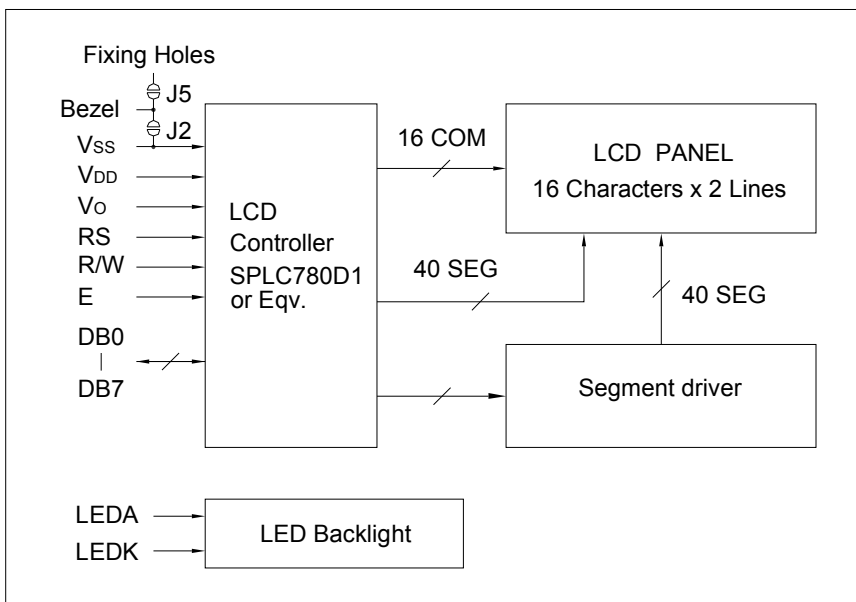 Fixing Holes
J5
Bezel
J2
Vss
VDD
Vo
RS
R/W
E
DB0
DB7
LCD
Controller
SPLC780D1
or Eqv.
16 COM
40 SEG
LCD PANEL
16 Characters x 2 Lines
40 SEG
Segment driver
LEDA
LEDK
LED Backlight